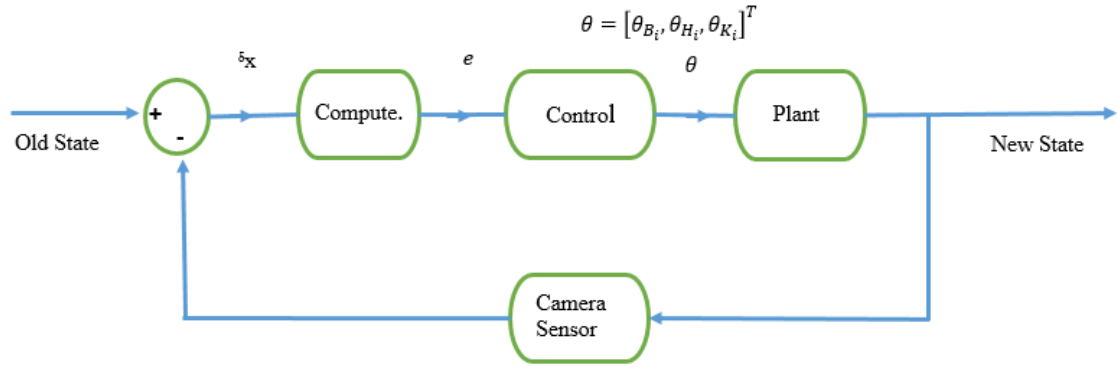 θ = [θ_{B_i}, θ_{H_i}, θ_{K_i}]^T
ᵟx
e
θ
+
-
Compute.
Control
Plant
Old State
New State
Camera
Sensor